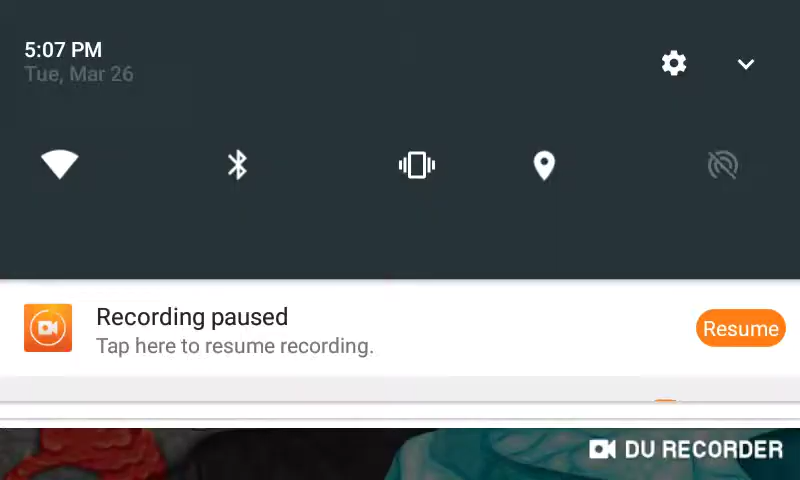 5:07 PM
Tue, Mar 26
Recording paused
Tap here to resume recording.
Resume
DU RECORDER